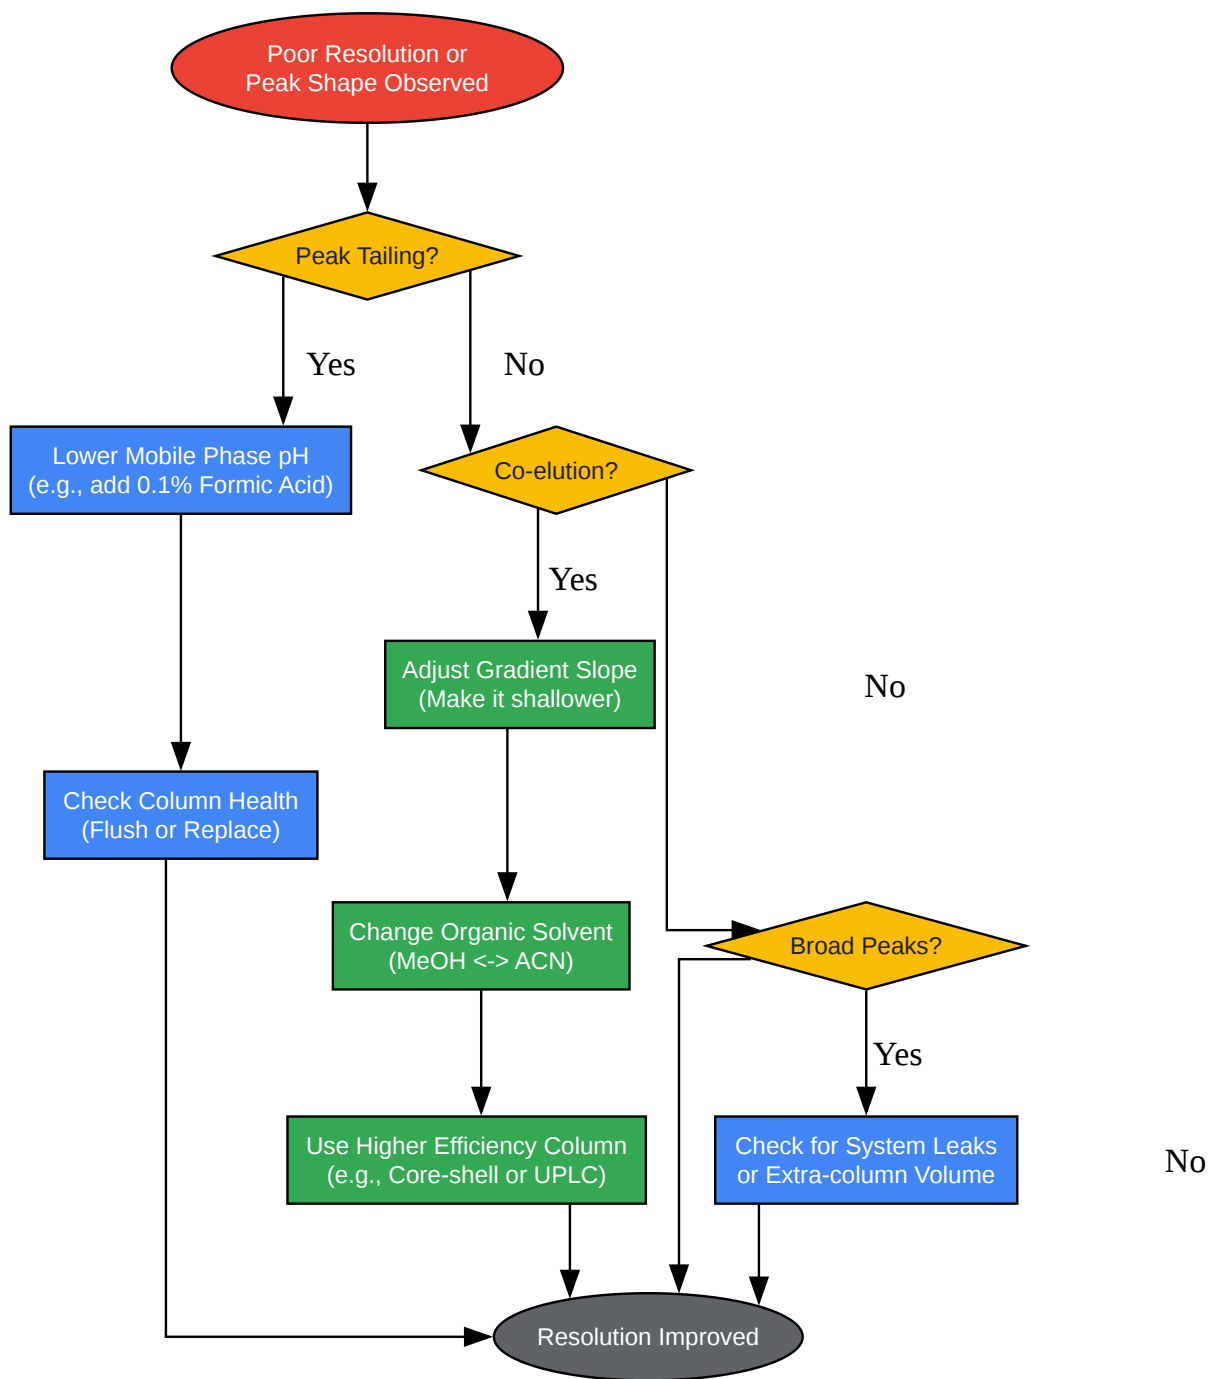 Poor Resolution or
Peak Shape Observed
Peak Tailing?
Yes
No
Lower Mobile Phase pH
(e.g., add 0.1% Formic Acid)
Co-elution?
Yes
Adjust Gradient Slope
(Make it shallower)
No
Check Column Health
(Flush or Replace)
Change Organic Solvent
(MeOH <-> ACN)
Broad Peaks?
Yes
Use Higher Efficiency Column
(e.g., Core-shell or UPLC)
Check for System Leaks
or Extra-column Volume
No
Resolution Improved